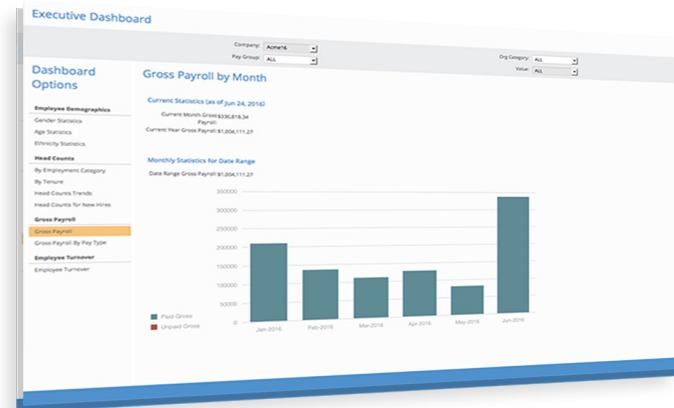 Executive Dashboard
Company: Acme16
Pay Group: ALL
Org Category: ALL
Value: ALL
Dashboard
Options
Employee Demographics
Gender Statistics
Age Statistics
Ethnicity Statistics
Head Counts
By Employment Category
By Tenure
Head Counts Trends
Head Counts for New Hires
Gross Payroll
Gross Payroll
Gross Payroll By Pay Type
Employee Turnover
Employee Turnover
Gross Payroll by Month
Current Statistics (as of Jun 24, 2016)
Current Month Gross $336,818.34
Payroll:
Current Year Gross Payroll: $1,004,111.27
Monthly Statistics for Date Range
Date Range Gross Payroll: $1,004,111.27
350000
300000
250000
200000
150000
100000
50000
0
Paid Gross
Unpaid Gross
Jan-2016 Feb-2016 Mar-2016 Apr-2016 May-2016 Jun-2016